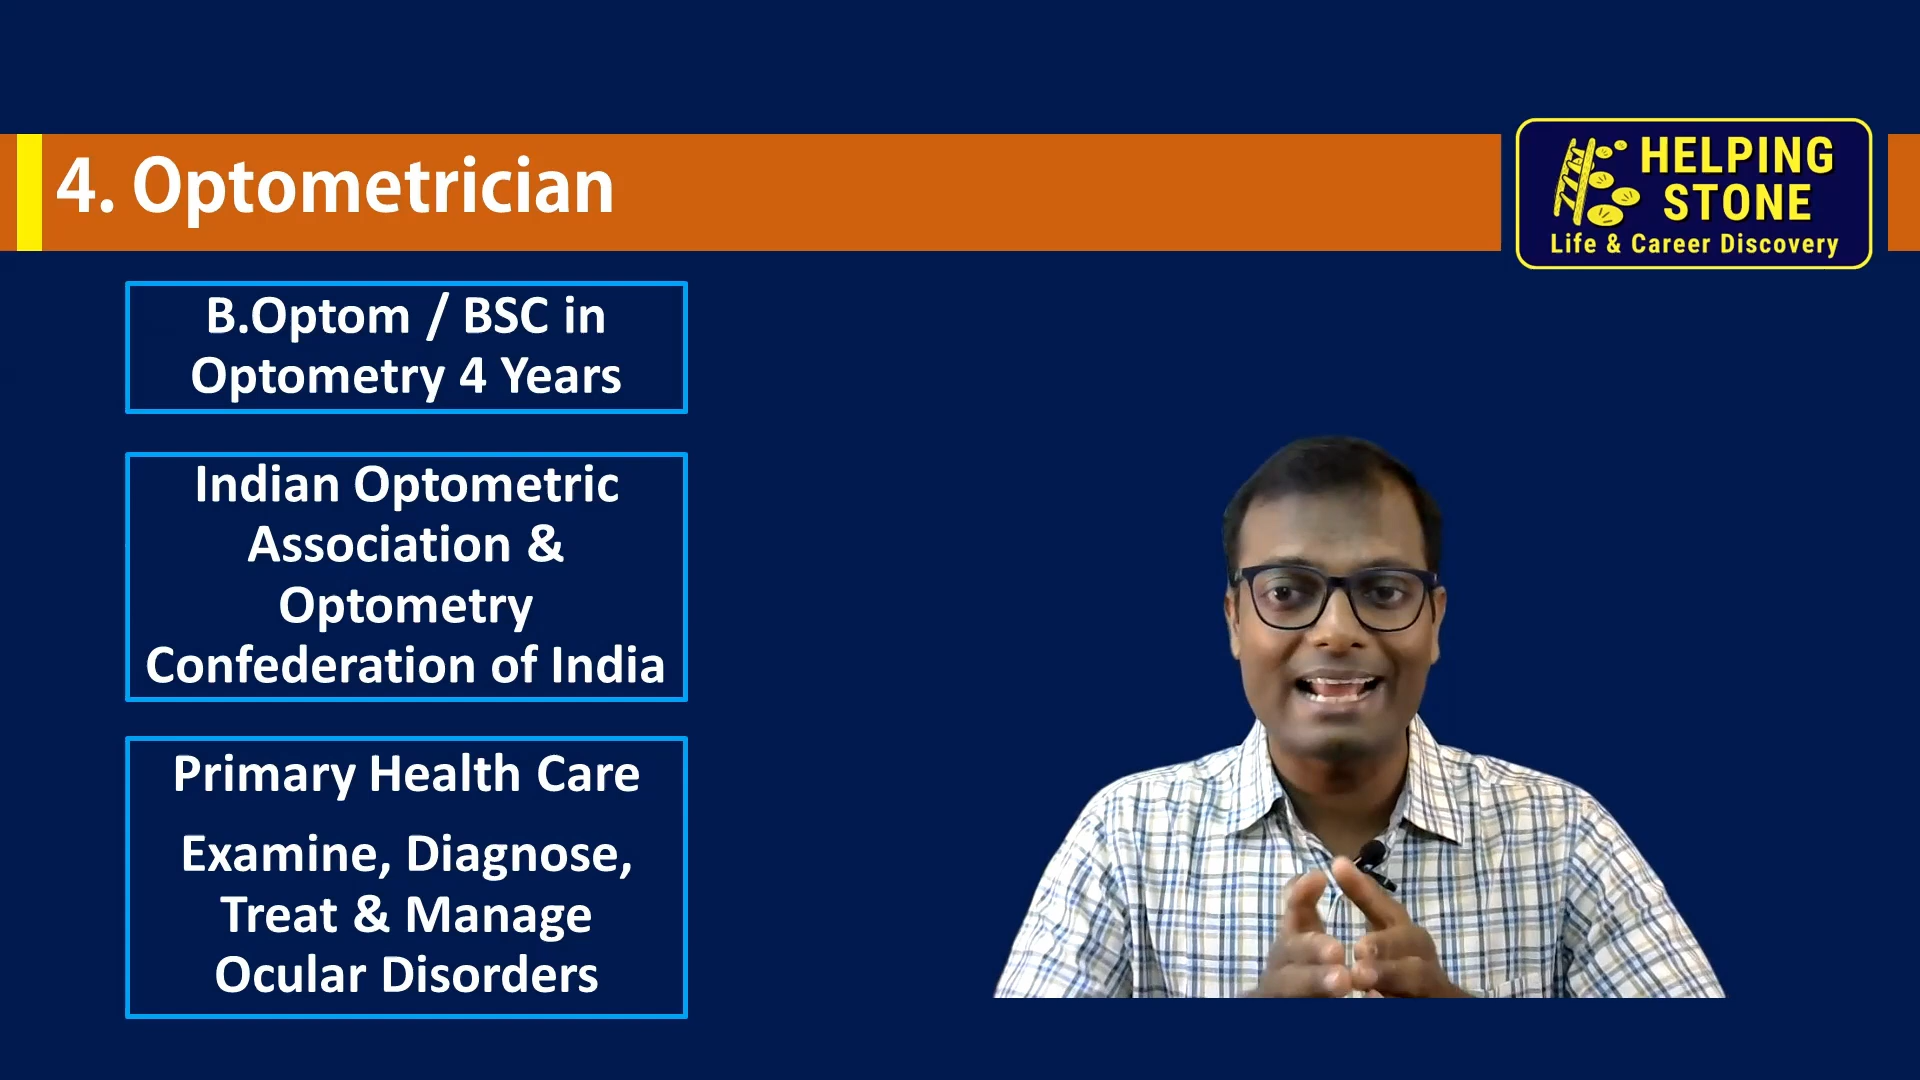 4. Optometrician
HELPING
STONE
Life & Career Discovery
B.Optom / BSC in
Optometry 4 Years
Indian Optometric
Association &
Optometry
Confederation of India
Primary Health Care
Examine, Diagnose,
Treat & Manage
Ocular Disorders